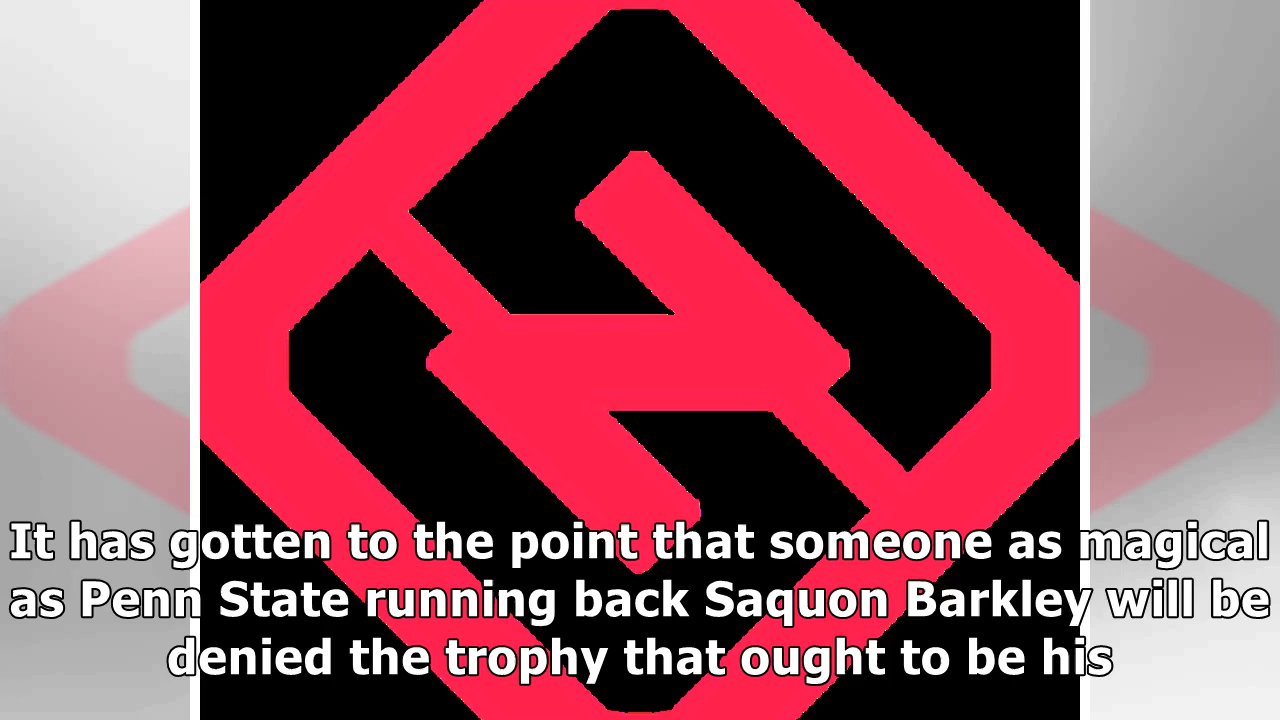 It has gotten to the point that someone as magical
as Penn State running back Saquon Barkley will be
denied the trophy that ought to be his